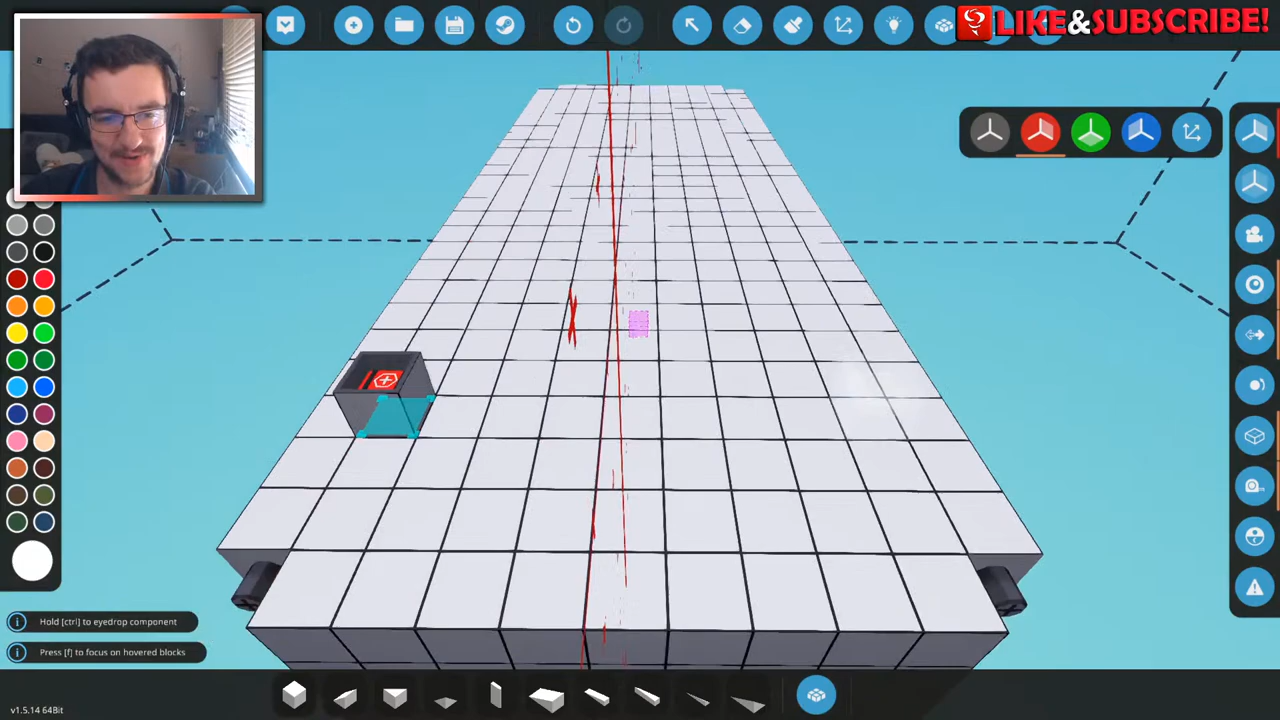 LIKE&SUBSCRIBE!
Hold [ctrl] to eyedrop component
Press [f] to focus on hovered blocks
v1.5.14 64Bit